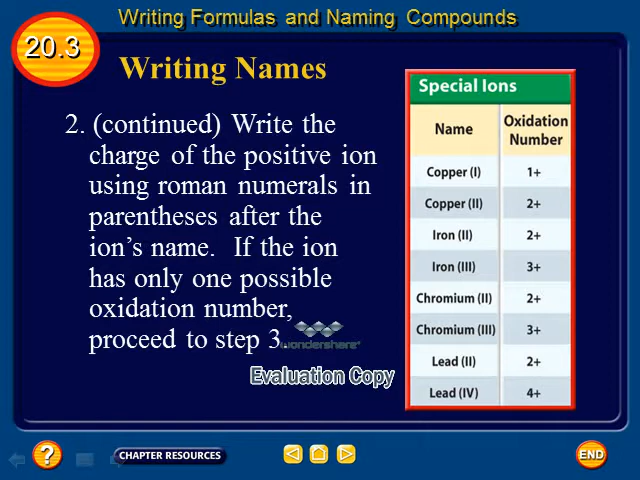 Writing Formulas and Naming Compounds
20.3
Writing Names
2. (continued) Write the
charge of the positive ion
using roman numerals in
parentheses after the
ion's name. If the ion
has only one possible
oxidation number,
proceed to step 3.
wondershare
Evaluation Copy
Special Ions
Name Oxidation Number
Copper (I) 1+
Copper (II) 2+
Iron (II) 2+
Iron (III) 3+
Chromium (II) 2+
Chromium (III) 3+
Lead (II) 2+
Lead (IV) 4+
?
CHAPTER RESOURCES
END